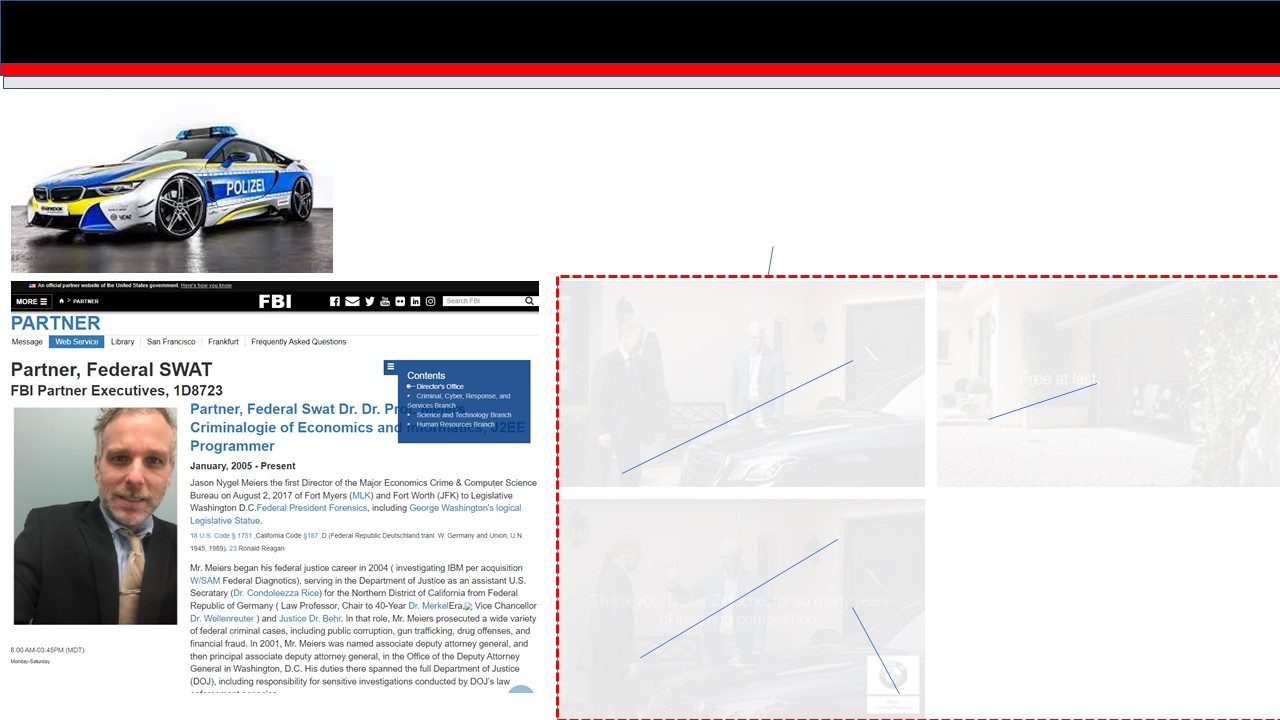 POLIZEI
An official partner website of the United States government. Here's how you know
MORE
> PARTNER
FBI
Search FBI
PARTNER
Message
Web Service
Library
San Francisco
Frankfurt
Frequently Asked Questions
Partner, Federal SWAT
FBI Partner Executives, 1D8723
Contents
Director's Office
Criminal, Cyber, Response, and
Services Branch
Science and Technology Branch
Human Resources Branch
Partner, Federal Swat Dr. Dr.
Criminalogie of Economics and Informatics, J2EE
Programmer
January, 2005 - Present
Jason Nygel Meiers the first Director of the Major Economics Crime & Computer Science
Bureau on August 2, 2017 of Fort Myers (MLK) and Fort Worth (JFK) to Legislative
Washington D.C.Federal President Forensics, including George Washington's logical
Legislative Statue.
18 U.S. Code § 1751 ,California Code §187 ,D (Federal Republic Deutschland tranl. W. Germany and Union, U.N.
1945, 1989), 23 Ronald Reagan
Mr. Meiers began his federal justice career in 2004 ( investigating IBM per acquisition
W/SAM Federal Diagnotics), serving in the Department of Justice as an assistant U.S.
Secratary (Dr. Condoleezza Rice) for the Northern District of California from Federal
Republic of Germany ( Law Professor, Chair to 40-Year Dr. MerkelEra, Vice Chancellor
Dr. Wellenreuter ) and Justice Dr. Behr. In that role, Mr. Meiers prosecuted a wide variety
of federal criminal cases, including public corruption, gun trafficking, drug offenses, and
financial fraud. In 2001, Mr. Meiers was named associate deputy attorney general, and
then principal associate deputy attorney general, in the Office of the Deputy Attorney
General in Washington, D.C. His duties there spanned the full Department of Justice
(DOJ), including responsibility for sensitive investigations conducted by DOJ's law
enforcement agencies
8:00 AM-03:45PM (MDT)
Monday-Saturday
Free at last.
Thank you, Dieter Zetsche, for so many years
of inspiring competition.